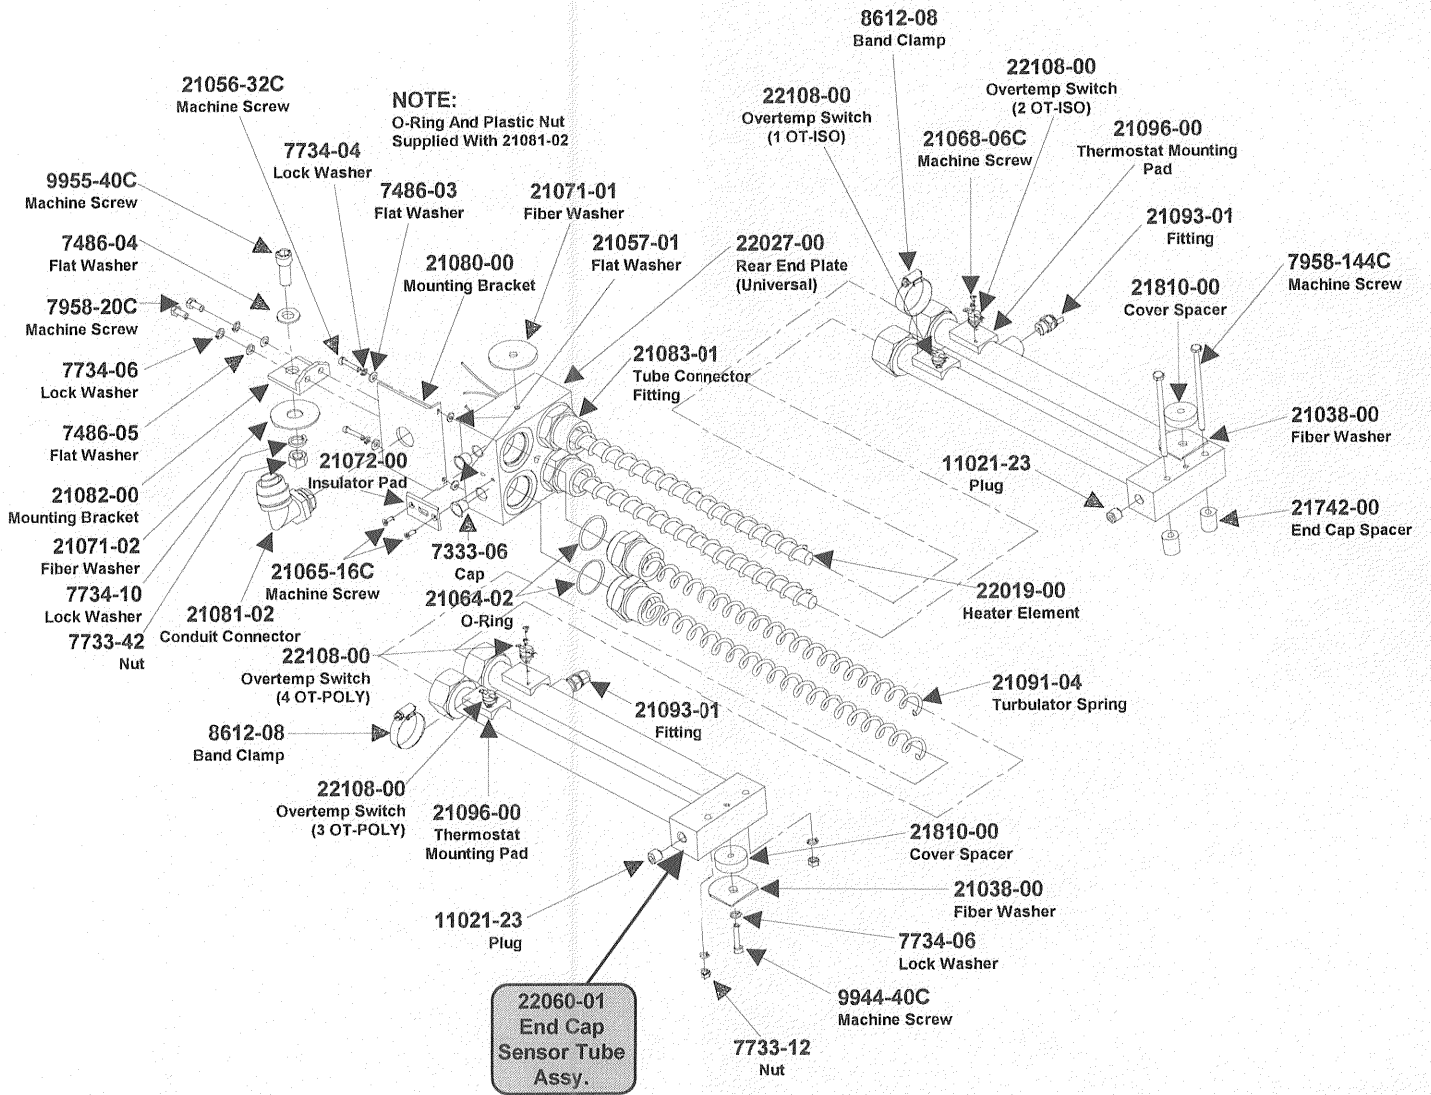 8612-08
Band Clamp
22108-00
Overtemp Switch
(2 OT-ISO)
21056-32C
Machine Screw
NOTE:
O-Ring And Plastic Nut
Supplied With 21081-02
22108-00
Overtemp Switch
(1 OT-ISO)
21068-06C
Machine Screw
21096-00
Thermostat Mounting
Pad
7734-04
Lock Washer
9955-40C
Machine Screw
7486-03
Flat Washer
21071-01
Fiber Washer
21093-01
Fitting
7486-04
Flat Washer
21080-00
Mounting Bracket
21057-01
Flat Washer
22027-00
Rear End Plate
(Universal)
7958-144C
Machine Screw
21810-00
Cover Spacer
7958-20C
Machine Screw
7734-06
Lock Washer
21083-01
Tube Connector
Fitting
7486-05
Flat Washer
21038-00
Fiber Washer
21072-00
Insulator Pad
11021-23
Plug
21082-00
Mounting Bracket
21742-00
End Cap Spacer
21071-02
Fiber Washer
7333-06
Cap
21065-16C
Machine Screw
7734-10
Lock Washer
21064-02
O-Ring
22019-00
Heater Element
21081-02
Conduit Connector
7733-42
Nut
22108-00
Overtemp Switch
(4 OT-POLY)
21091-04
Turbulator Spring
21093-01
Fitting
8612-08
Band Clamp
22108-00
Overtemp Switch
(3 OT-POLY)
21096-00
Thermostat
Mounting Pad
21810-00
Cover Spacer
21038-00
Fiber Washer
11021-23
Plug
7734-06
Lock Washer
22060-01
End Cap
Sensor Tube
Assy.
9944-40C
Machine Screw
7733-12
Nut